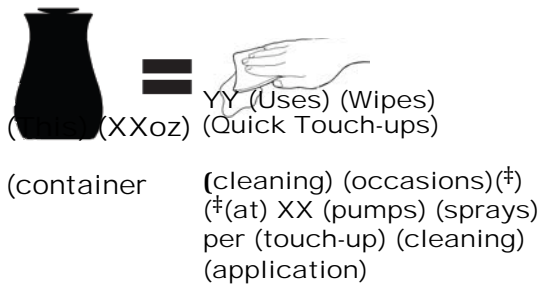 (This) (XXoz)
(container
YY (Uses) (Wipes)
(Quick Touch-ups)
(cleaning) (occasions)(‡)
(‡(at) XX (pumps) (sprays)
per (touch-up) (cleaning)
(application)